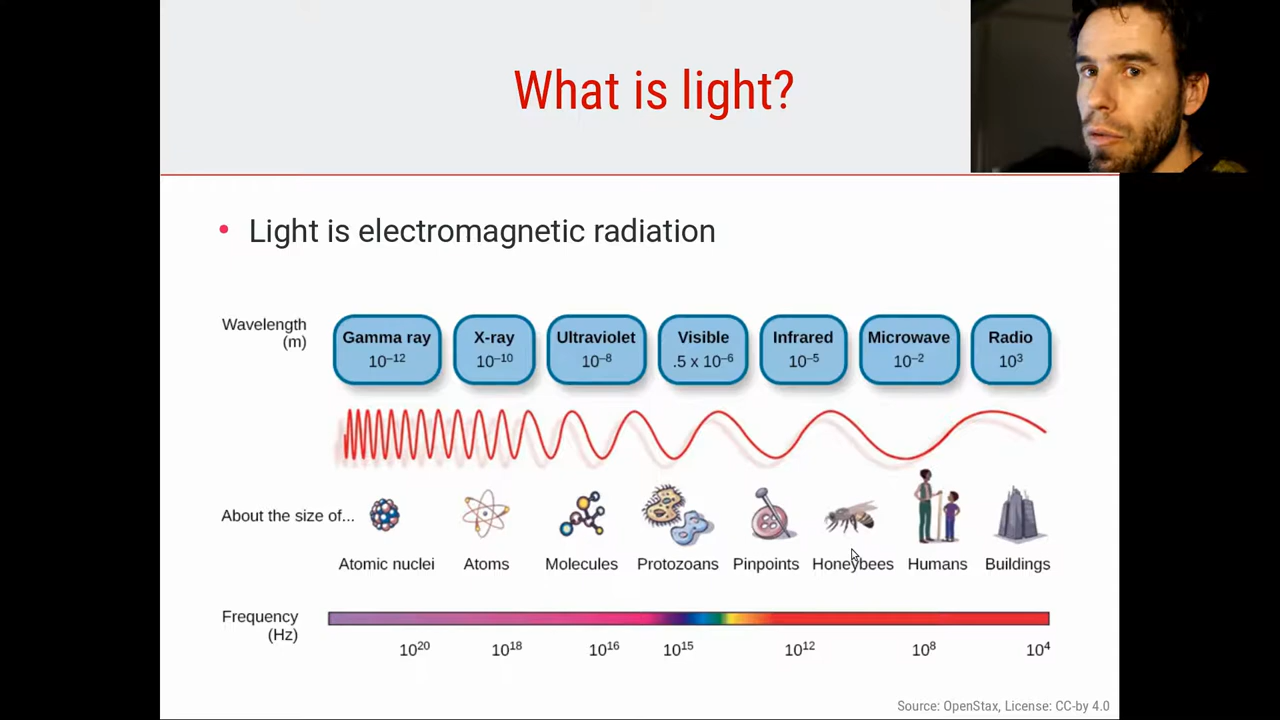 What is light?
• Light is electromagnetic radiation
Wavelength
(m)
Gamma ray
10⁻¹²
X-ray
10⁻¹⁰
Ultraviolet
10⁻⁸
Visible
.5 x 10⁻⁶
Infrared
10⁻⁵
Microwave
10⁻²
Radio
10³
About the size of...
Atomic nuclei
Atoms
Molecules
Protozoans
Pinpoints
Honeybees
Humans
Buildings
Frequency
(Hz)
10²⁰
10¹⁸
10¹⁶
10¹⁵
10¹²
10⁸
10⁴
Source: OpenStax, License: CC-by 4.0